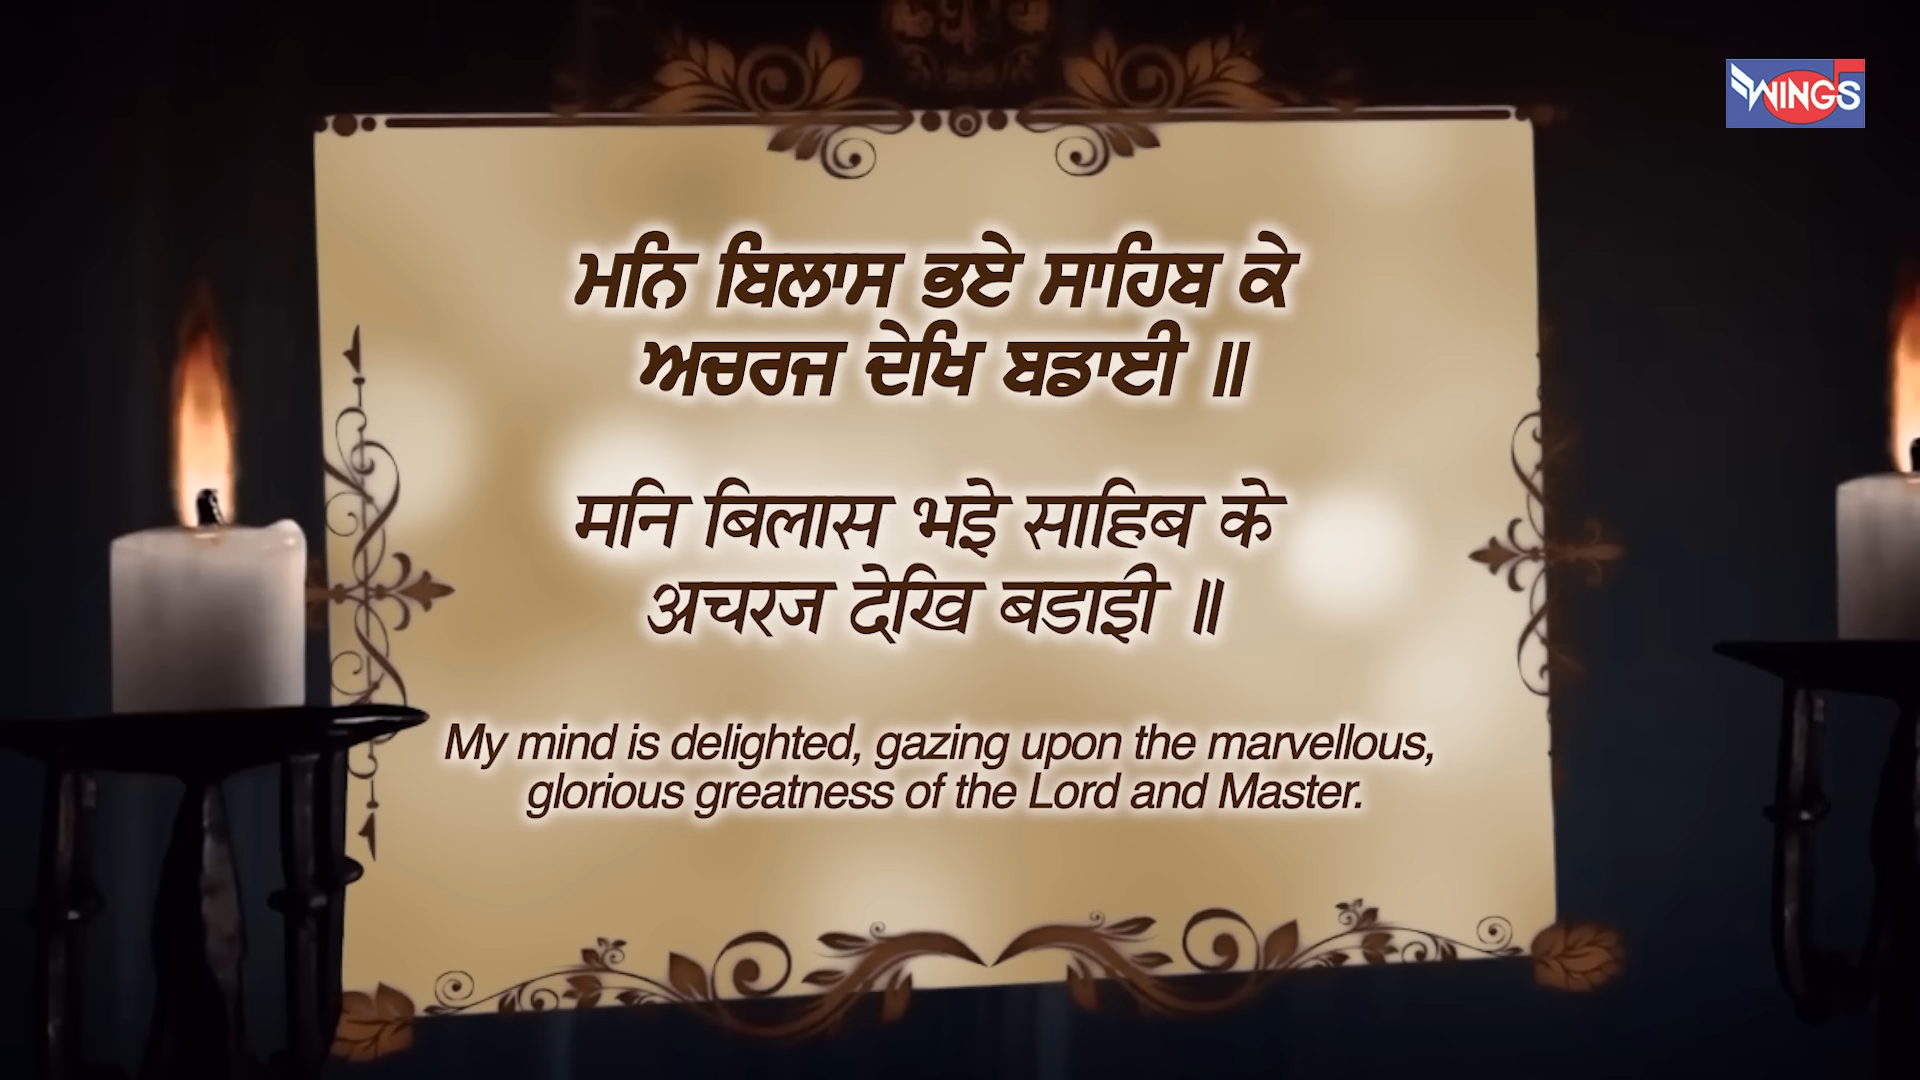 WINGS
ਮਨਿ ਬਿਲਾਸ ਭਏ ਸਾਹਿਬ ਕੇ
ਅਚਰਜ ਦੇਖਿ ਬਡਾਈ ॥
मनि बिलास भइे साहिब के
अचरज देखि बडाइी ॥
My mind is delighted, gazing upon the marvellous,
glorious greatness of the Lord and Master.